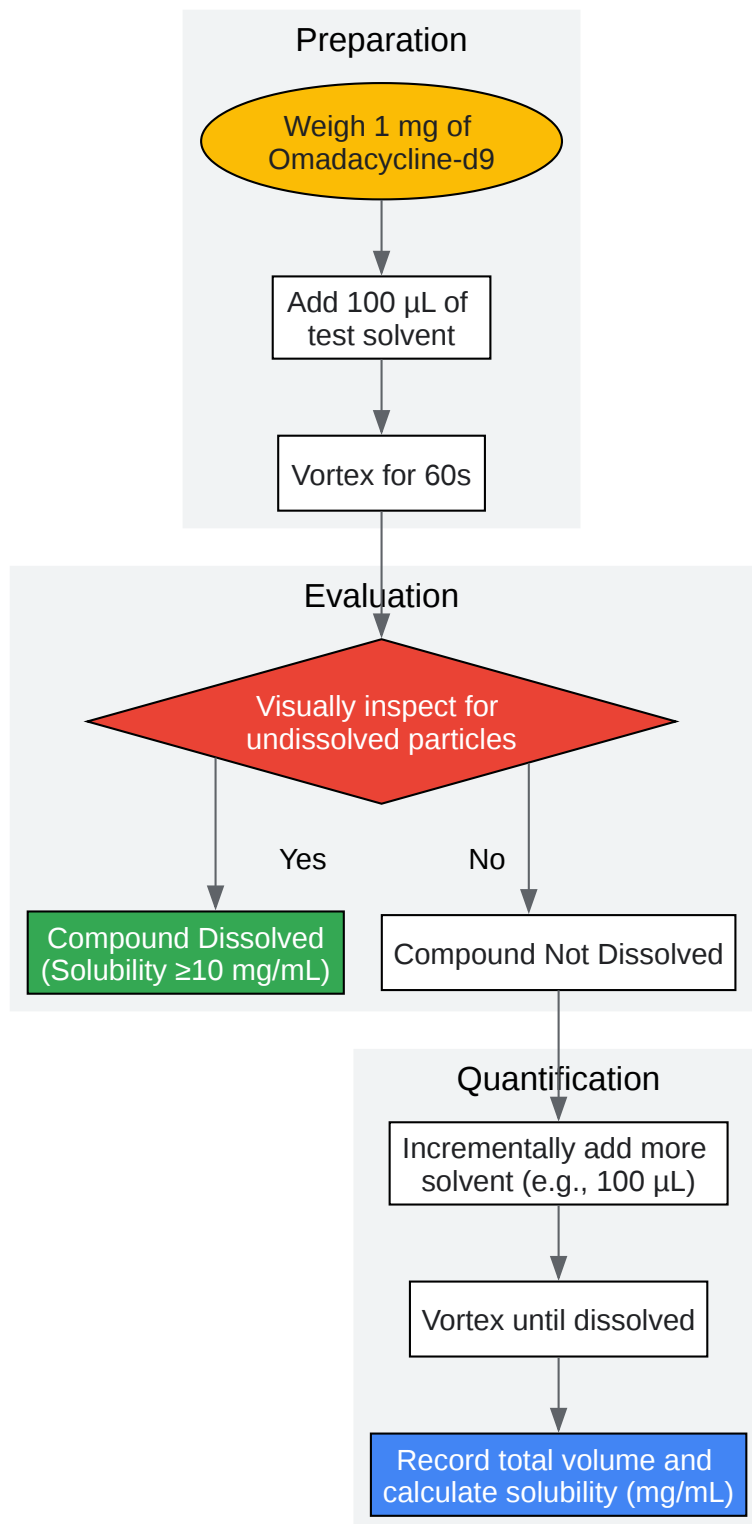 Preparation
Weigh 1 mg of
Omadacycline-d9
Add 100 µL of
test solvent
Vortex for 60s
Evaluation
Visually inspect for
undissolved particles
Yes
No
Compound Dissolved
(Solubility ≥10 mg/mL)
Compound Not Dissolved
Quantification
Incrementally add more
solvent (e.g., 100 µL)
Vortex until dissolved
Record total volume and
calculate solubility (mg/mL)